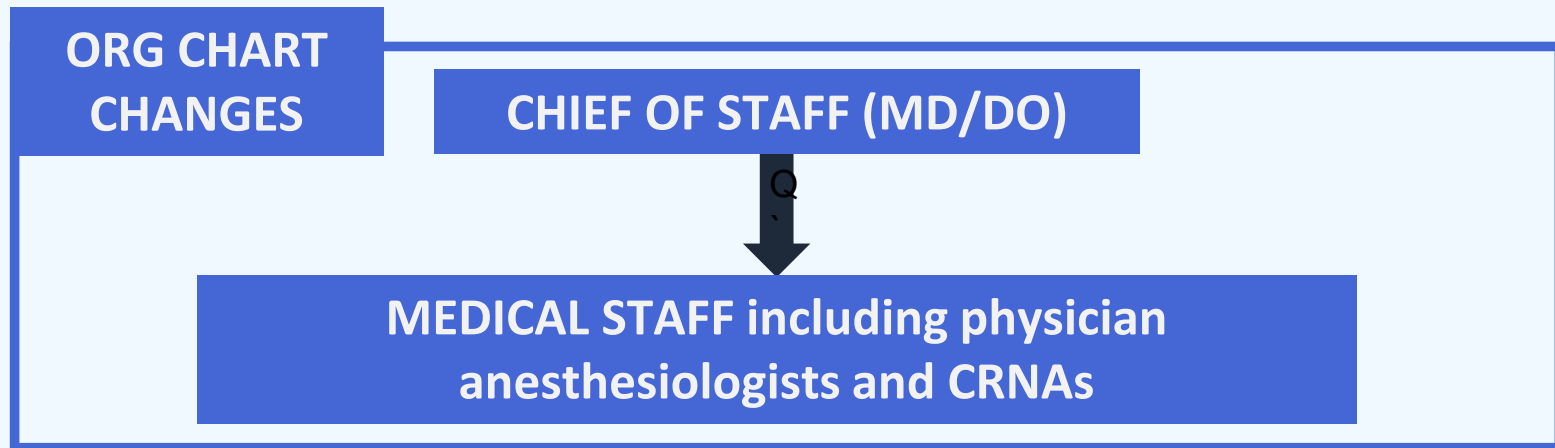 ORG CHART
CHANGES
CHIEF OF STAFF (MD/DO)
Q
`
MEDICAL STAFF including physician
anesthesiologists and CRNAs